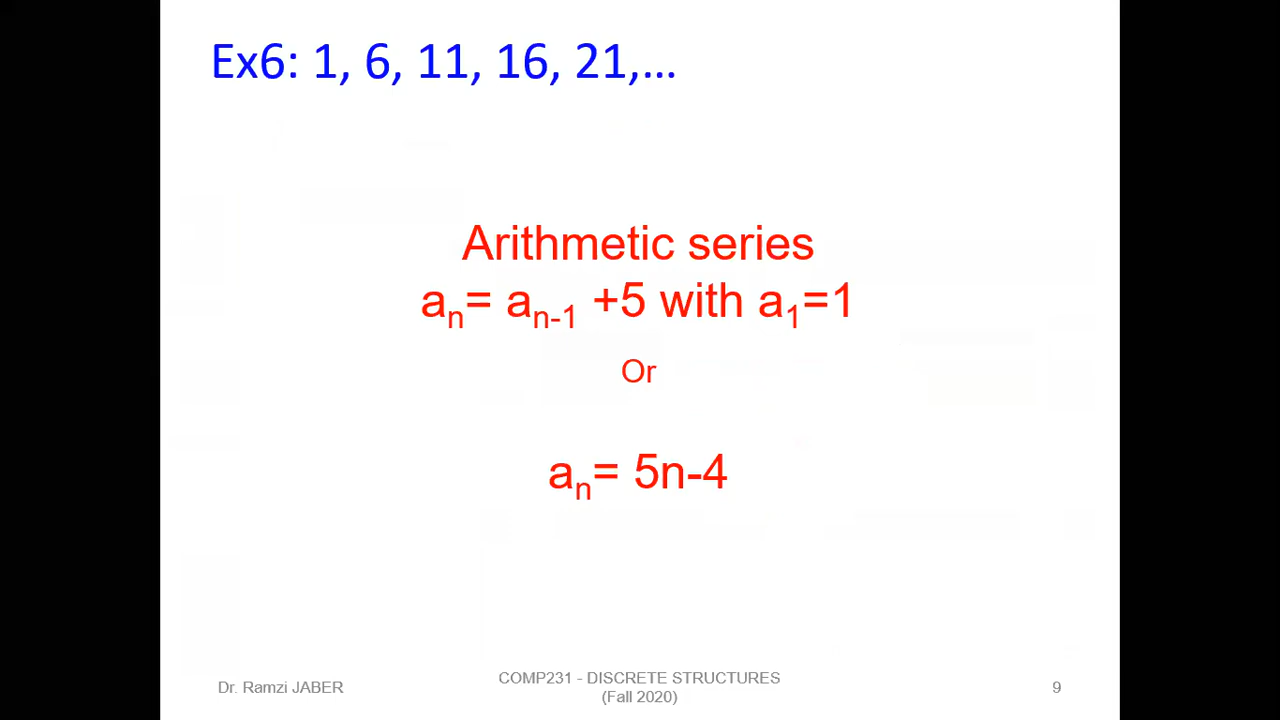 Ex6: 1, 6, 11, 16, 21,…
Arithmetic series
aₙ= aₙ₋₁ +5 with a₁=1
Or
aₙ= 5n-4
Dr. Ramzi JABER
COMP231 - DISCRETE STRUCTURES
(Fall 2020)
9